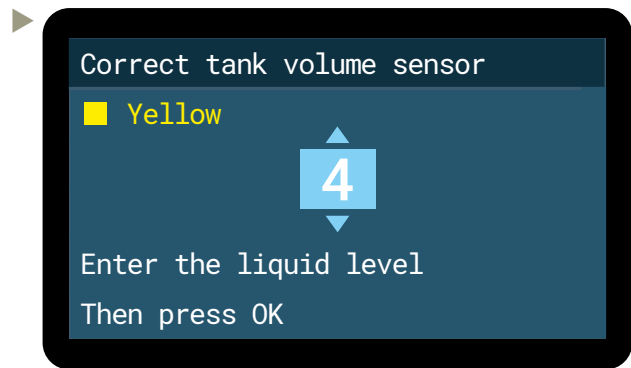 Correct tank volume sensor
Yellow
4
Enter the liquid level
Then press OK